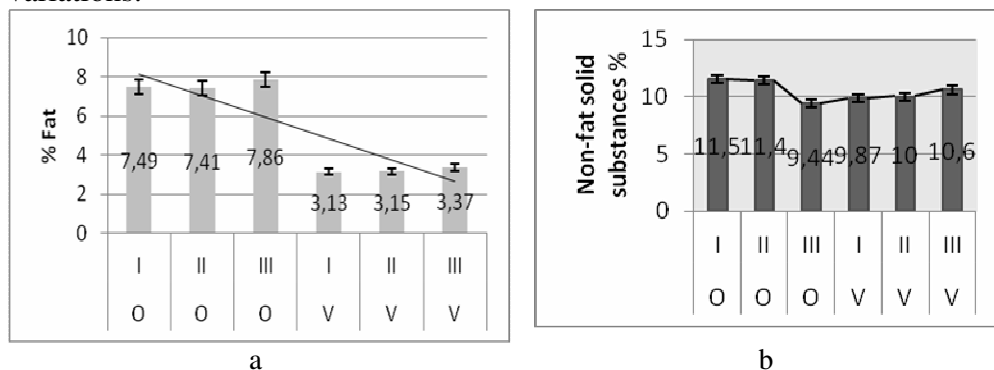 variations.
% Fat
10
8
6
4
2
0
7,49
7,41
7,86
3,13
3,15
3,37
I II III I II III
O O O V V V
a
Non-fat solid
substances %
15
10
5
0
11,5
11,4
9,44
9,87
10
10,6
I II III I II III
O O O V V V
b